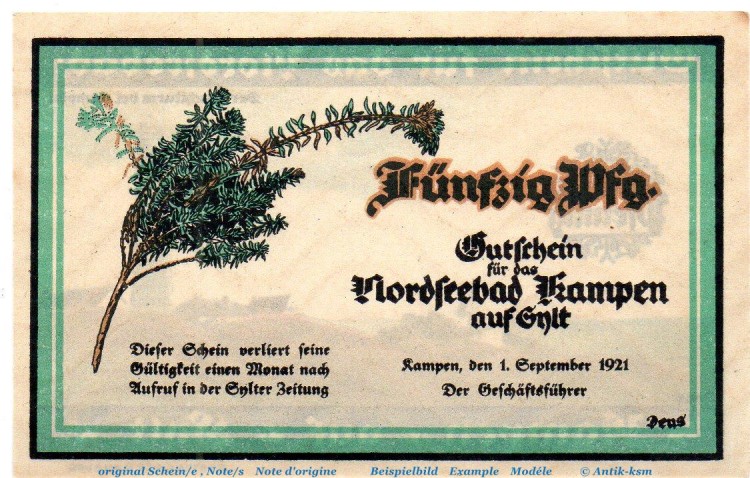 Fünfzig Pfg.
Gutschein
für das
Nordseebad Kampen
auf Sylt
Dieser Schein verliert seine
Gültigkeit einen Monat nach
Aufruf in der Sylter Zeitung
Kampen, den 1. September 1921
Der Geschäftsführer
original Schein/e , Note/s Note d'origine Beispielbild Example Modéle © Antik-ksm